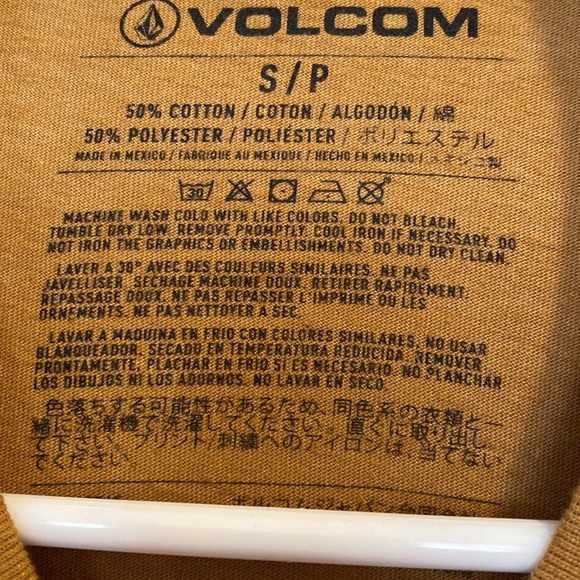 VOLCOM
S/P
50% COTTON / COTON / ALGODÓN / 綿
50% POLYESTER / POLIÉSTER / ポリエステル
MADE IN MEXICO / FABRIQUE AU MEXIQUE / HECHO EN MEXICO / メキシコ製
30
MACHINE WASH COLD WITH LIKE COLORS. DO NOT BLEACH.
TUMBLE DRY LOW. REMOVE PROMPTLY. COOL IRON IF NECESSARY. DO
NOT IRON THE GRAPHICS OR EMBELLISHMENTS. DO NOT DRY CLEAN.
LAVER A 30° AVEC DES COULEURS SIMILAIRES. NE PAS
JAVELLISER. SECHAGE MACHINE DOUX. RETIRER RAPIDEMENT.
REPASSAGE DOUX. NE PAS REPASSER L'IMPRIME OU LES
ORNEMENTS. NE PAS NETTOYER A SEC.
LAVAR A MAQUINA EN FRIO CON COLORES SIMILARES. NO USAR
BLANQUEADOR. SECADO EN TEMPERATURA REDUCIDA. REMOVER
PRONTAMENTE. PLANCHAR EN FRIO SI ES NECESARIO. NO PLANCHAR
LOS DIBUJOS NI LOS ADORNOS. NO LAVAR EN SECO.
色落ちする可能性があるため、同色系の衣類と一
緒に洗濯機で洗濯してください。直ぐに取り出し
て下さい。プリント/刺繍へのアイロンは、当てない
でください。